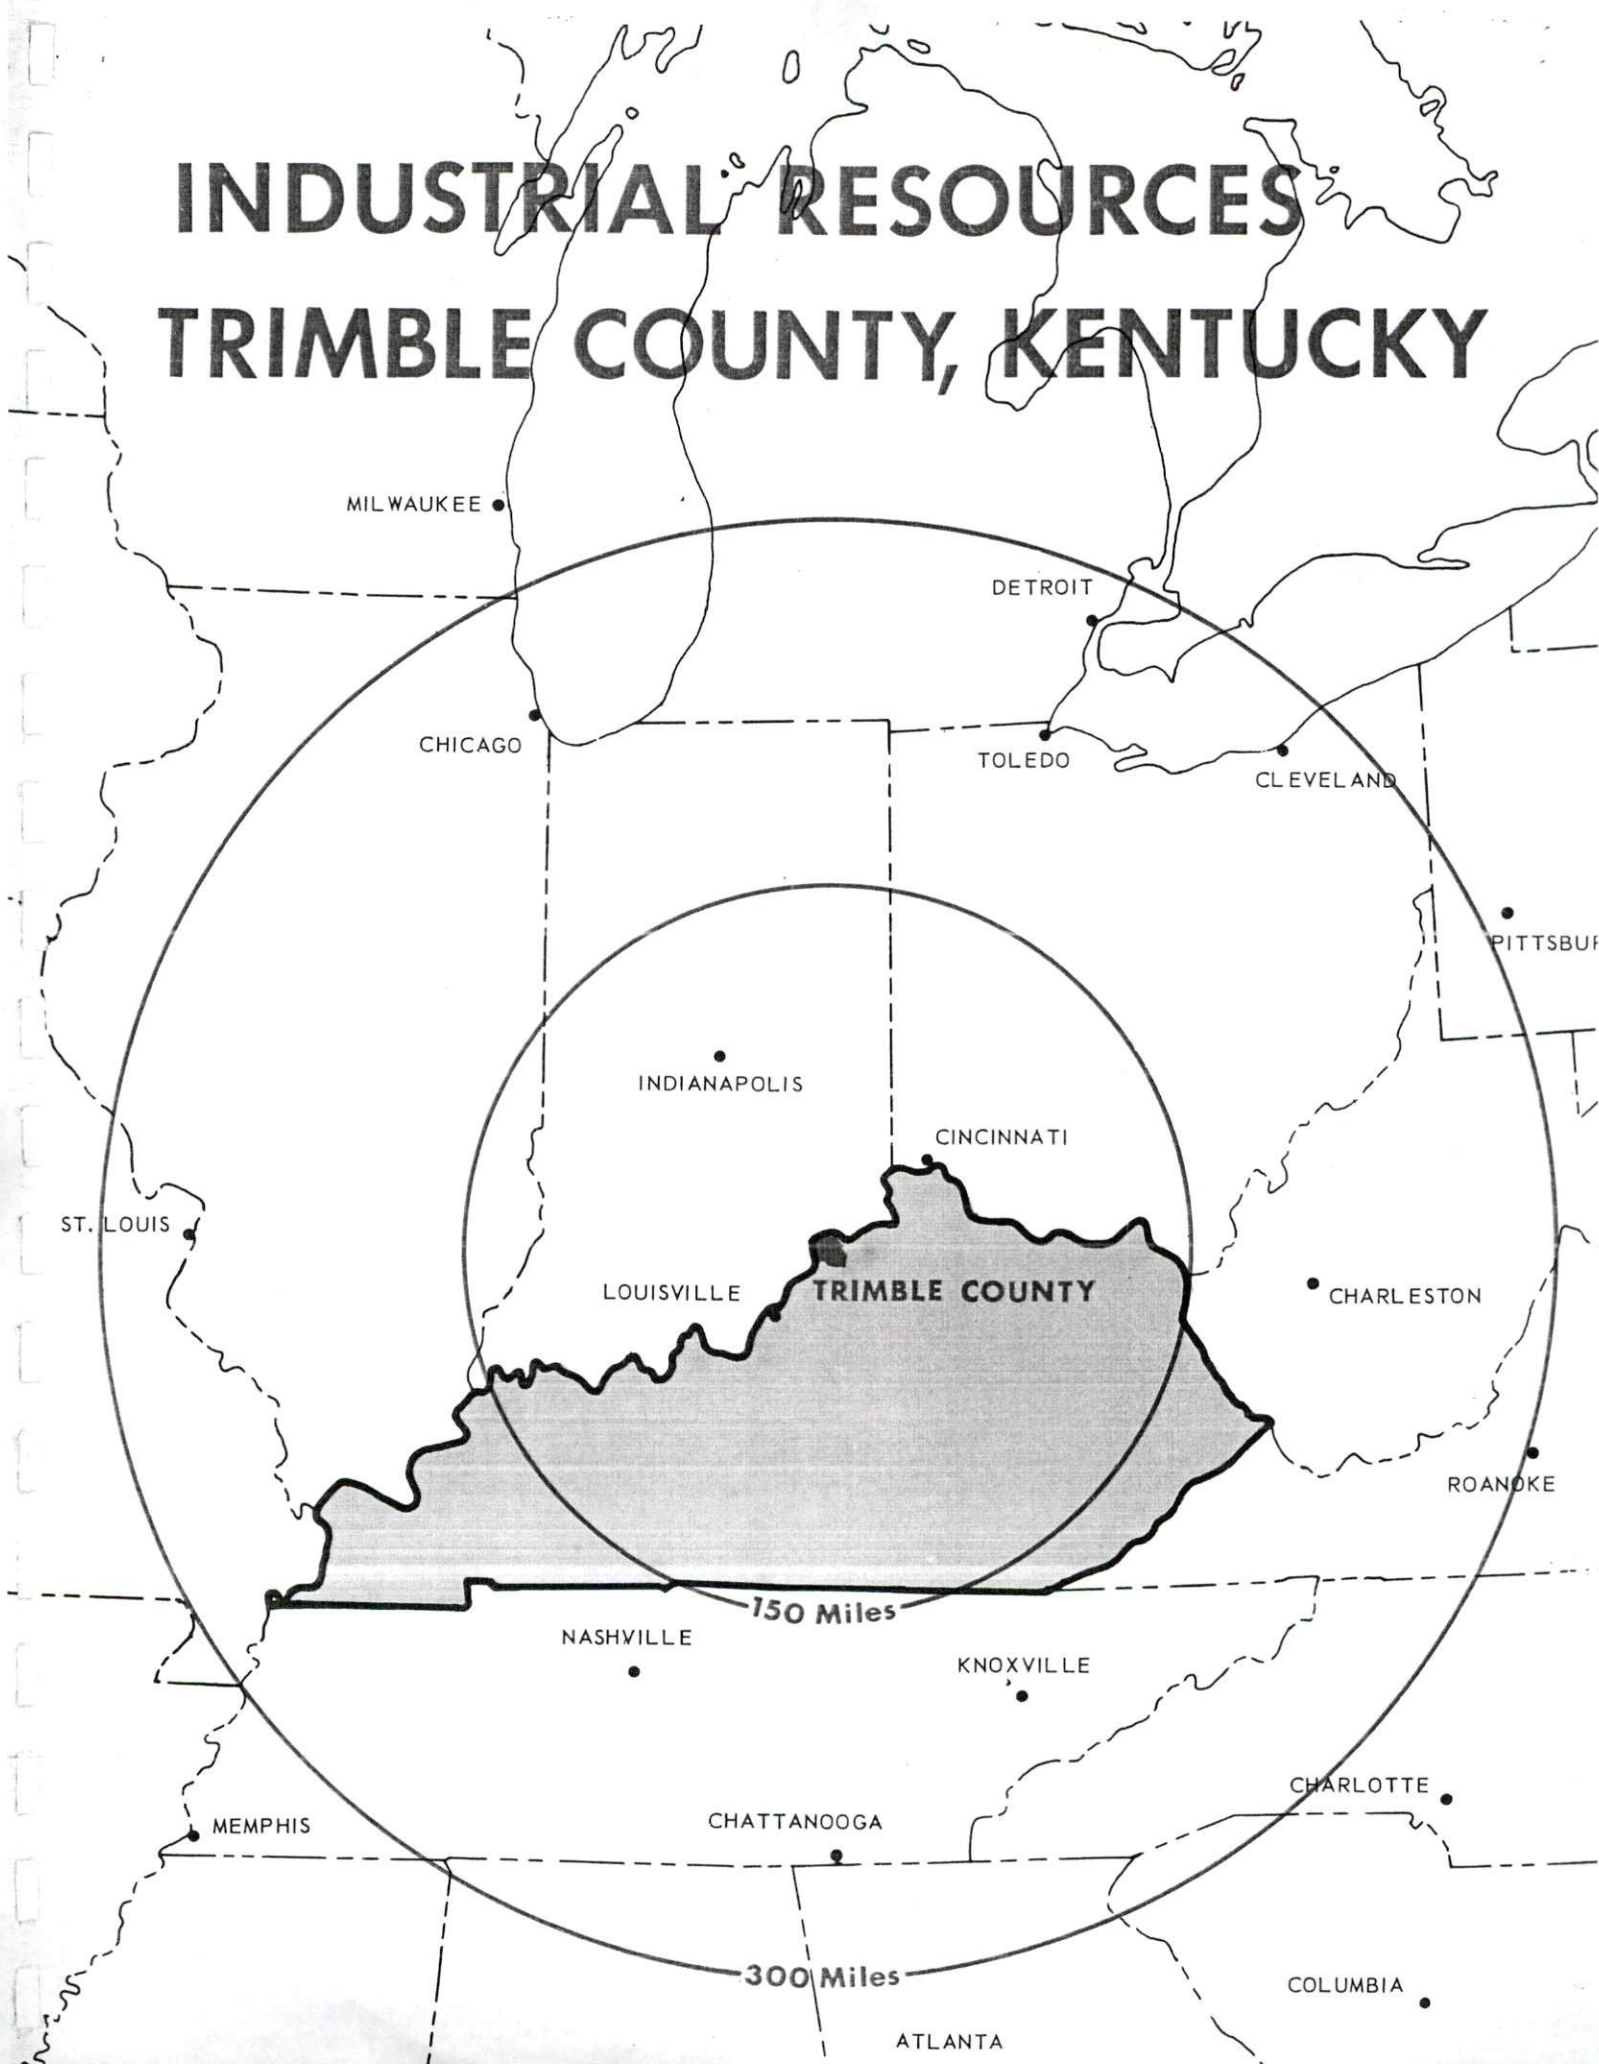 INDUSTRIAL RESOURCES
TRIMBLE COUNTY, KENTUCKY
MILWAUKEE
DETROIT
CHICAGO
TOLEDO
CLEVELAND
PITTSBUR
INDIANAPOLIS
CINCINNATI
ST. LOUIS
LOUISVILLE
TRIMBLE COUNTY
CHARLESTON
ROANOKE
150 Miles
NASHVILLE
KNOXVILLE
CHARLOTTE
CHATTANOOGA
MEMPHIS
300 Miles
COLUMBIA
ATLANTA